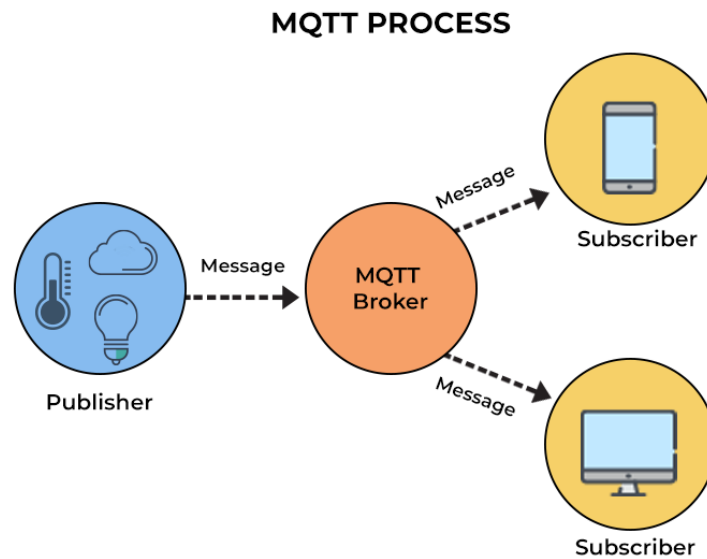 MQTT PROCESS
Message
Subscriber
Message
MQTT
Broker
Publisher
Message
Subscriber